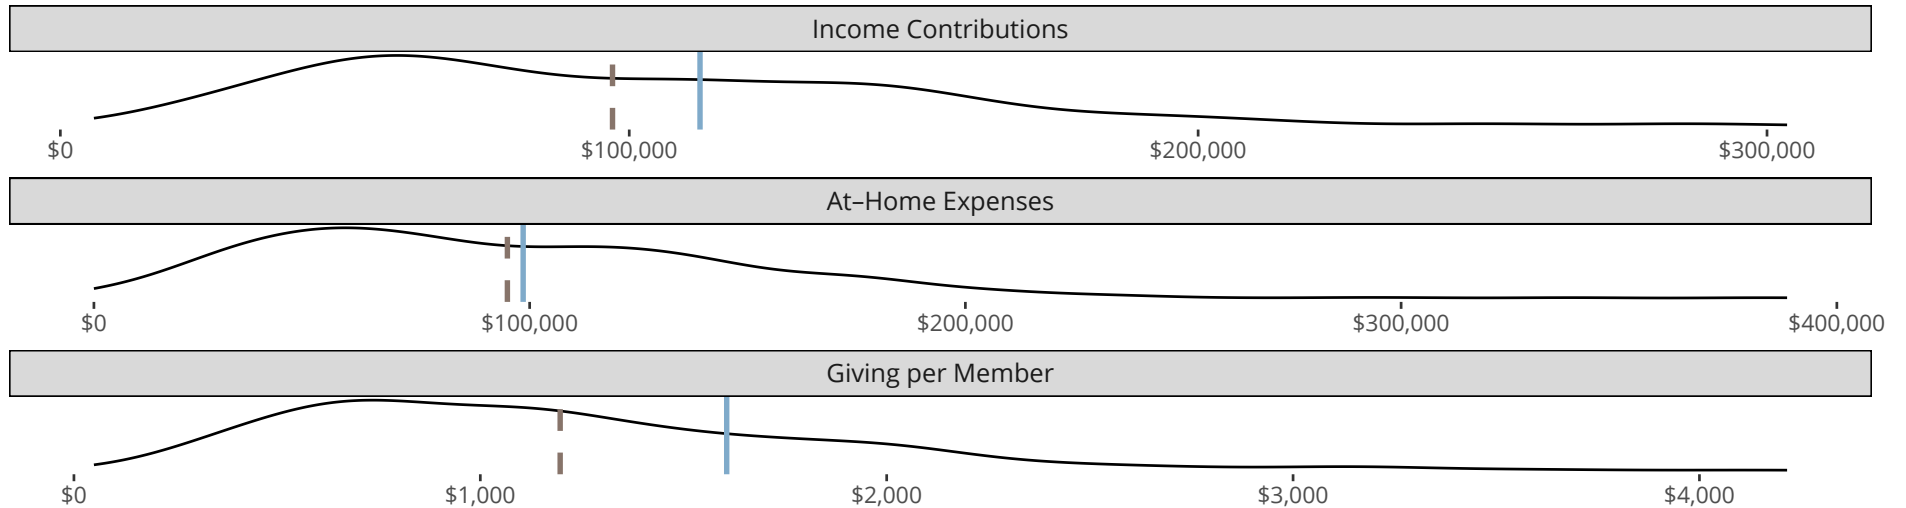 Income Contributions
$0 $100,000 $200,000 $300,000
At–Home Expenses
$0 $100,000 $200,000 $300,000 $400,000
Giving per Member
$0 $1,000 $2,000 $3,000 $4,000